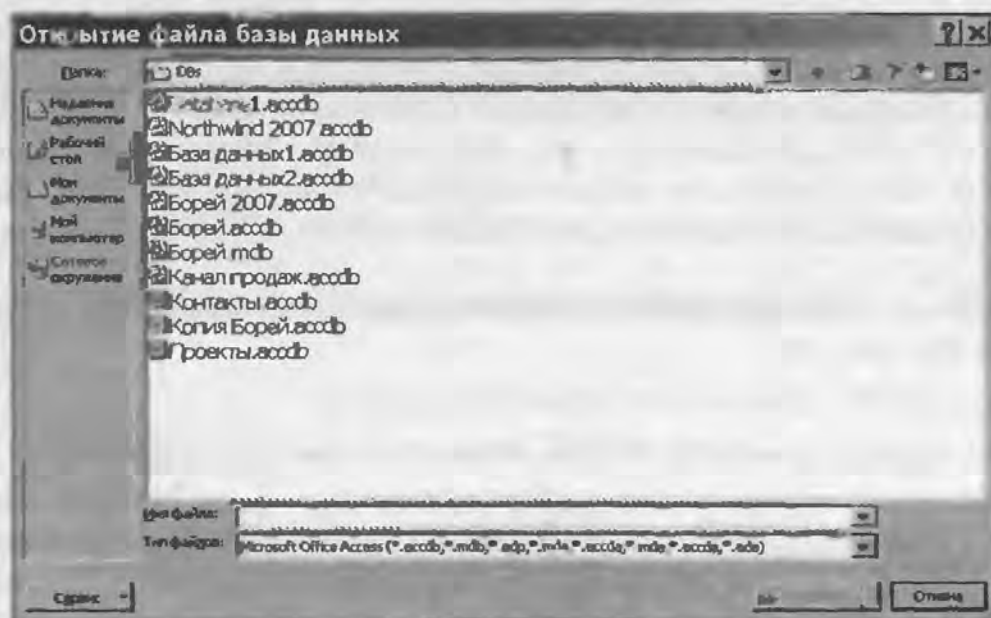 Открытие файла базы данных
Папка: DBs
Недавние документы
Рабочий стол
Мои документы
Мой компьютер
Сетевое окружение
1.accdb
Northwind 2007.accdb
База данных1.accdb
База данных2.accdb
Борей 2007.accdb
Борей.accdb
Борей.mdb
Канал продаж.accdb
Контакты.accdb
Копия Борей.accdb
Проекты.accdb
Имя файла:
Тип файлов: Microsoft Office Access (*.accdb;*.mdb;*.adp;*.mda;*.accda;*.mde;*.accde;*.ade)
Сервис
Отмена